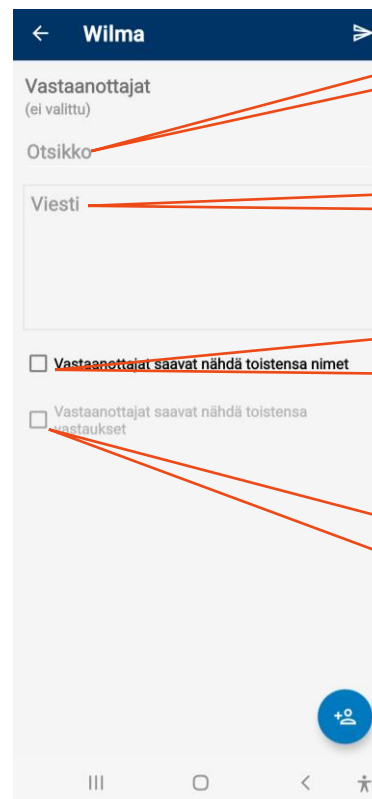 Wilma
Vastaanottajat
(ei valittu)
Otsikko
Viesti
Vastaanottajat saavat nähdä toistensa nimet
Vastaanottajat saavat nähdä toistensa
vastaukset